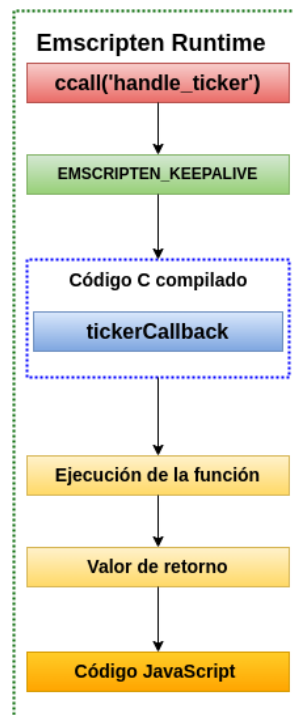 Emscripten Runtime
ccall('handle_ticker')
EMSCRIPTEN_KEEPALIVE
Código C compilado
tickerCallback
Ejecución de la función
Valor de retorno
Código JavaScript